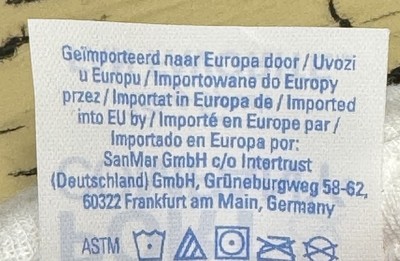 Geïmporteerd naar Europa door / Uvozi
u Europu / Importowane do Europy
przez / Importat in Europa de / Imported
into EU by / Importé en Europe par /
Importado en Europa por:
SanMar GmbH c/o Intertrust
(Deutschland) GmbH, Grüneburgweg 58-62,
60322 Frankfurt am Main, Germany
ASTM